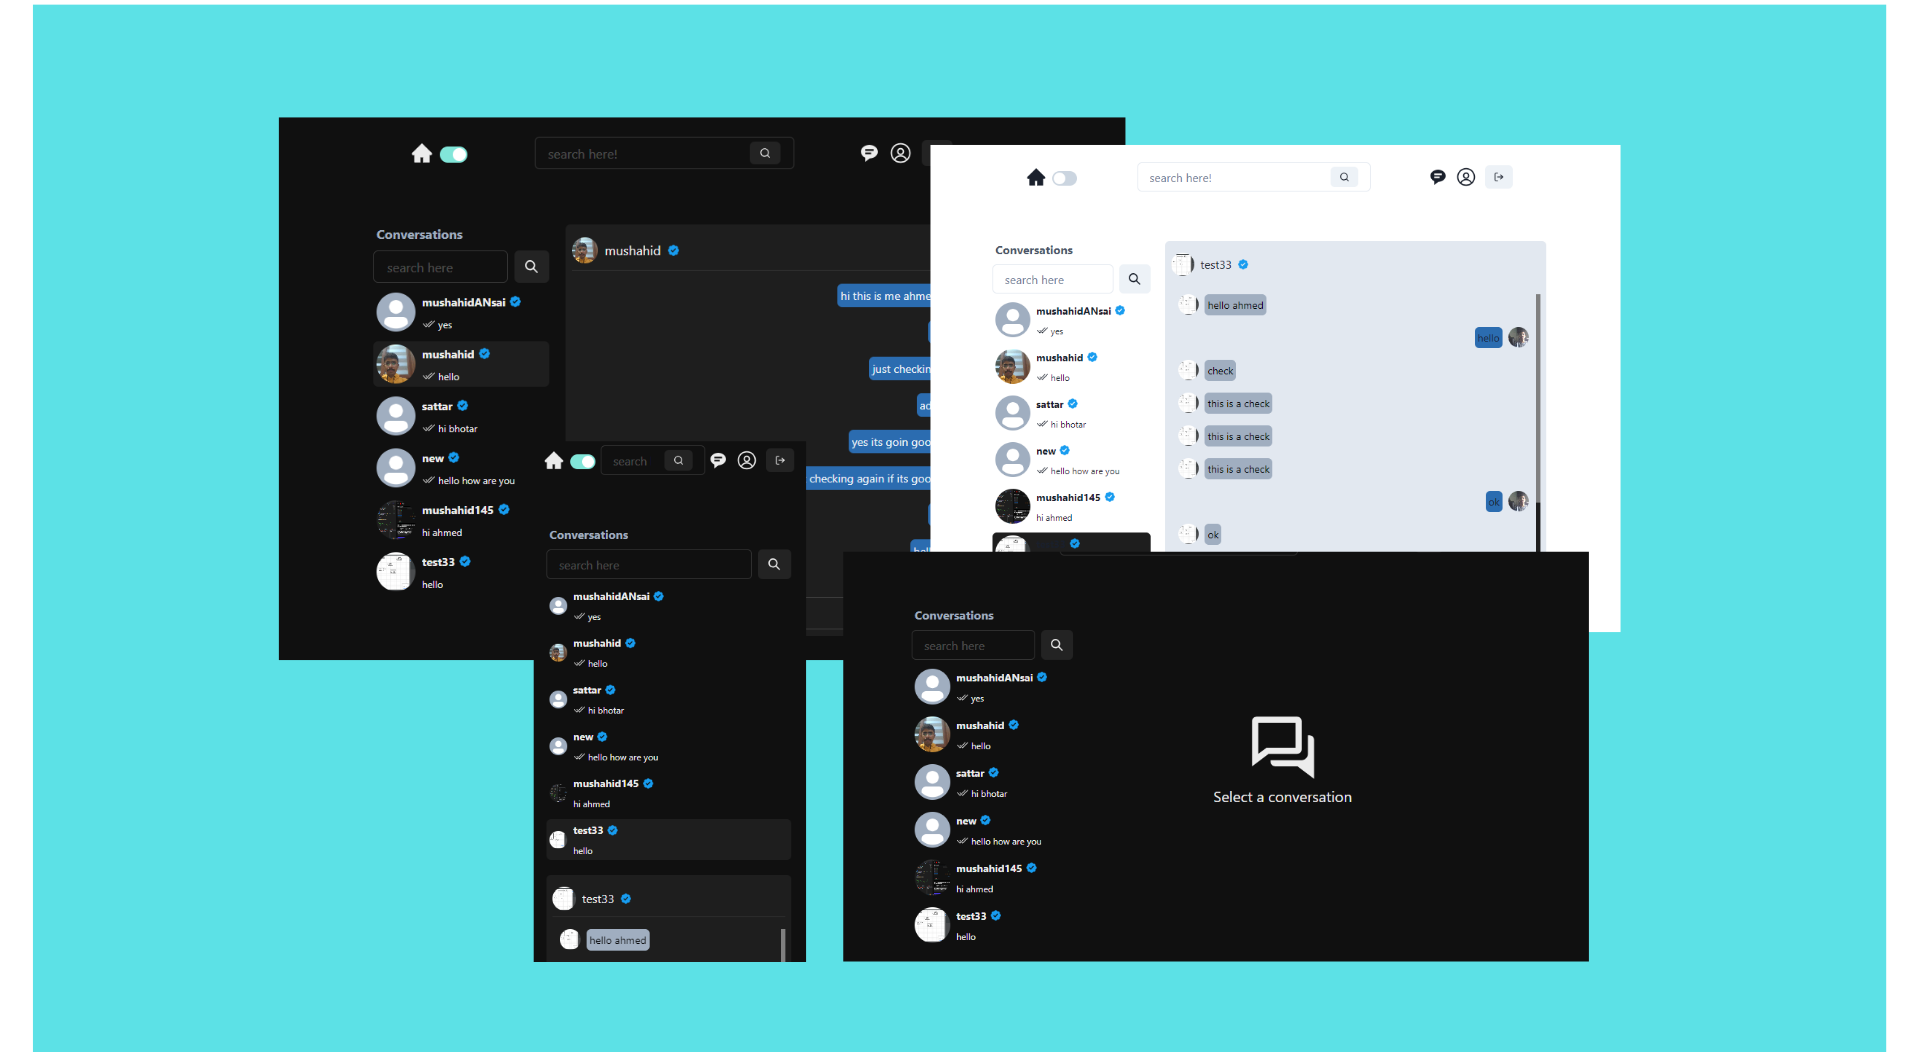 search here!
Conversations
search here
mushahidANsai
yes
mushahid
hello
sattar
hi bhotar
new
hello how are you
mushahid145
hi ahmed
test33
hello
mushahid
hi this is me ahme
just checkin
ad
yes its goin goo
checking again if its goo
hell
search here!
Conversations
search here
mushahidANsai
yes
mushahid
hello
sattar
hi bhotar
new
hello how are you
mushahid145
hi ahmed
test33
hello ahmed
hello
check
this is a check
this is a check
this is a check
ok
ok
search
Conversations
search here
mushahidANsai
yes
mushahid
hello
sattar
hi bhotar
new
hello how are you
mushahid145
hi ahmed
test33
hello
test33
hello ahmed
Conversations
search here
mushahidANsai
yes
mushahid
hello
sattar
hi bhotar
new
hello how are you
mushahid145
hi ahmed
test33
hello
Select a conversation